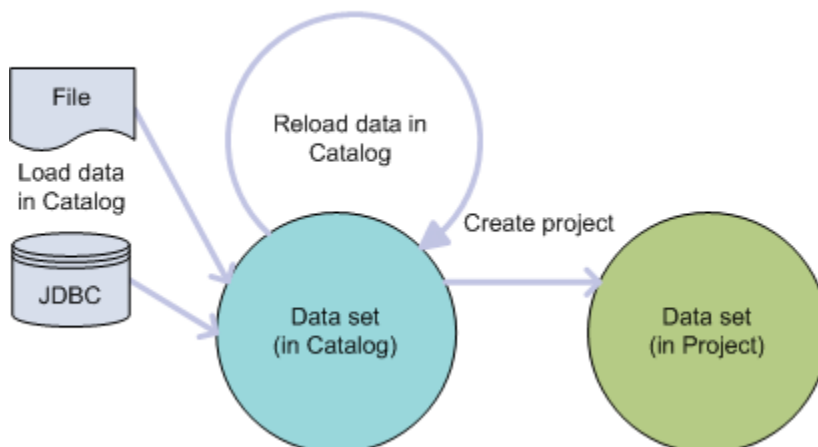 File
Load data
in Catalog
JDBC
Reload data in
Catalog
Create project
Data set
(in Catalog)
Data set
(in Project)